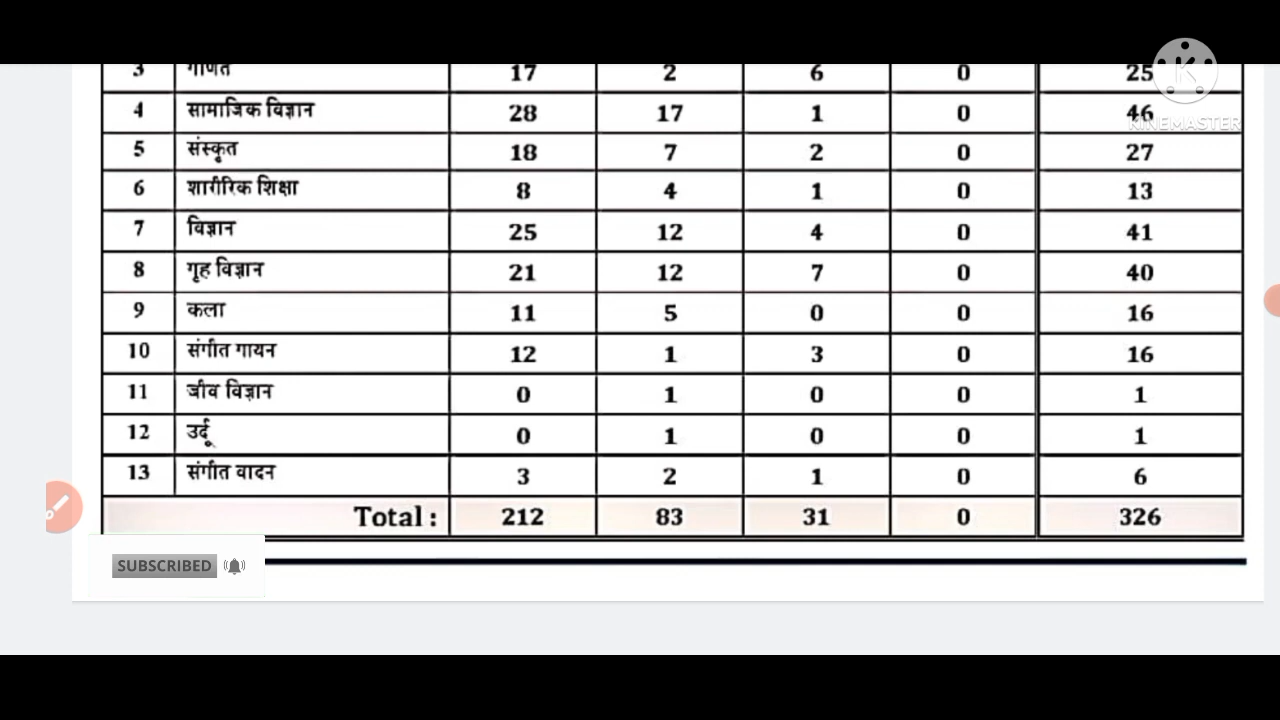 3 गणित 17 2 6 0 25
4 सामाजिक विज्ञान 28 17 1 0 46
5 संस्कृत 18 7 2 0 27
6 शारीरिक शिक्षा 8 4 1 0 13
7 विज्ञान 25 12 4 0 41
8 गृह विज्ञान 21 12 7 0 40
9 कला 11 5 0 0 16
10 संगीत गायन 12 1 3 0 16
11 जीव विज्ञान 0 1 0 0 1
12 उर्दू 0 1 0 0 1
13 संगीत वादन 3 2 1 0 6
Total : 212 83 31 0 326
SUBSCRIBED
K
KINEMASTER